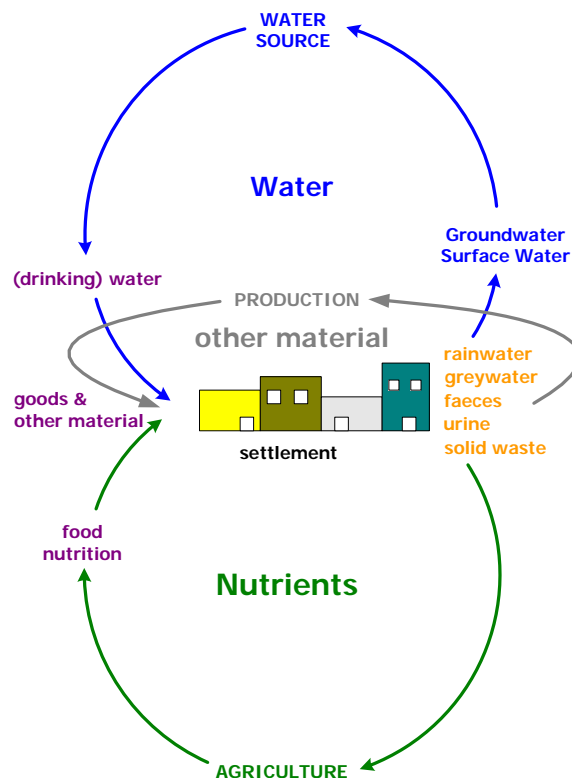 WATER
SOURCE
Water
Groundwater
Surface Water
(drinking) water
PRODUCTION
other material
rainwater
greywater
faeces
urine
solid waste
goods &
other material
settlement
food
nutrition
Nutrients
AGRICULTURE